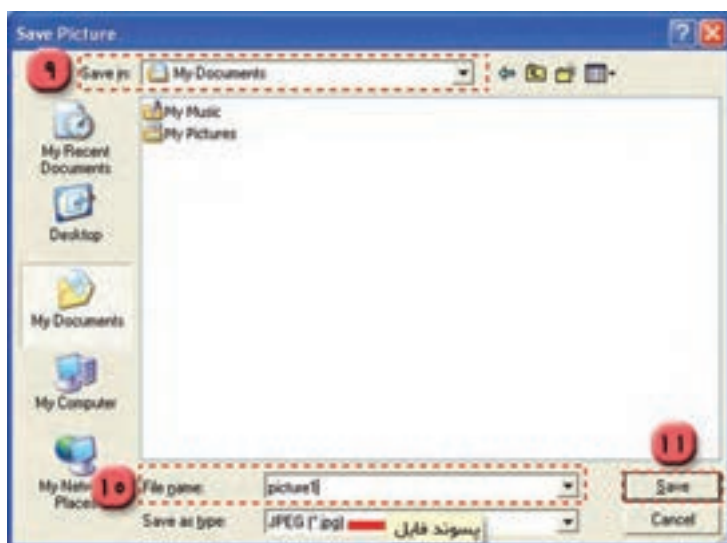 Save Picture
۹ Save in: My Documents
My Music
My Pictures
My Recent
Documents
Desktop
My Documents
My Computer
My Network
Places
۱۰ File name: picture1
۱۱ Save
Save as type: JPEG (*.jpg) پسوند فایل
Cancel